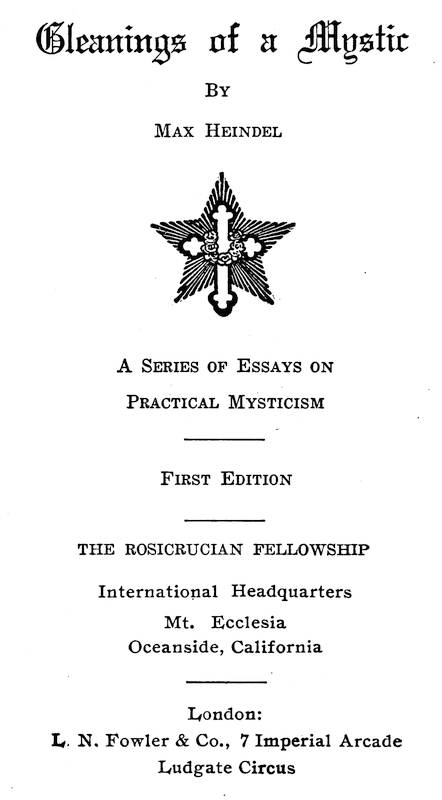 Gleanings of a Mystic
By
Max Heindel
A Series of Essays on
Practical Mysticism
First Edition
THE ROSICRUCIAN FELLOWSHIP
International Headquarters
Mt. Ecclesia
Oceanside, California
London:
L. N. Fowler & Co., 7 Imperial Arcade
Ludgate Circus